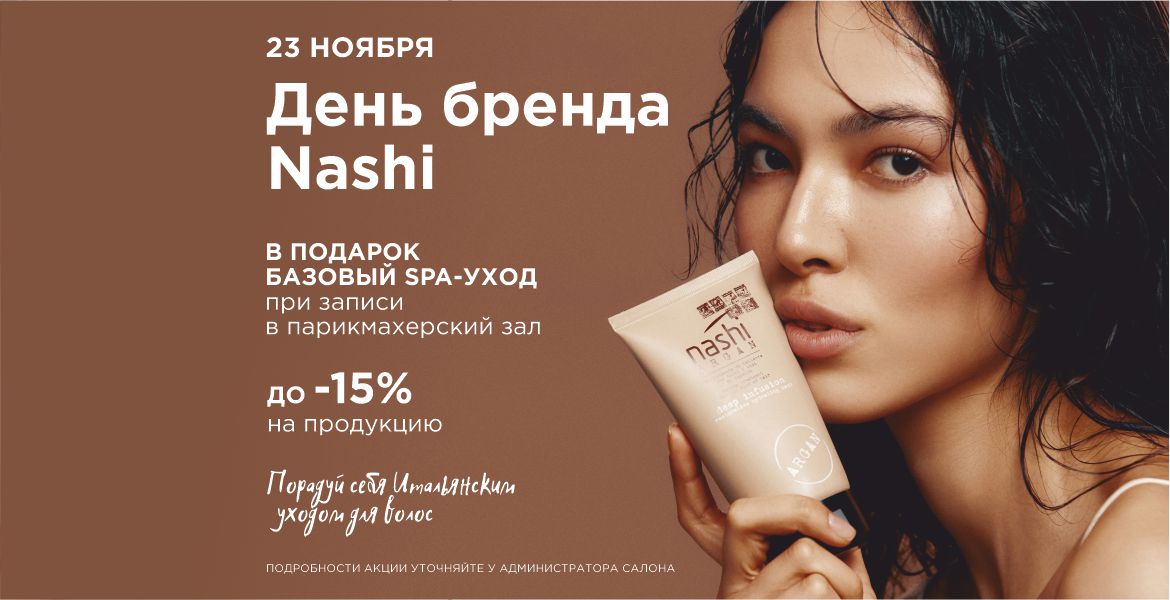 23 НОЯБРЯ
День бренда
Nashi
В ПОДАРОК
БАЗОВЫЙ SPA-УХОД
при записи
в парикмахерский зал
до -15%
на продукцию
Порадуй себя Итальянским
уходом для волос
ПОДРОБНОСТИ АКЦИИ УТОЧНЯЙТЕ У АДМИНИСТРАТОРА САЛОНА
nashi
ARGAN
deep infusion
ARGAN